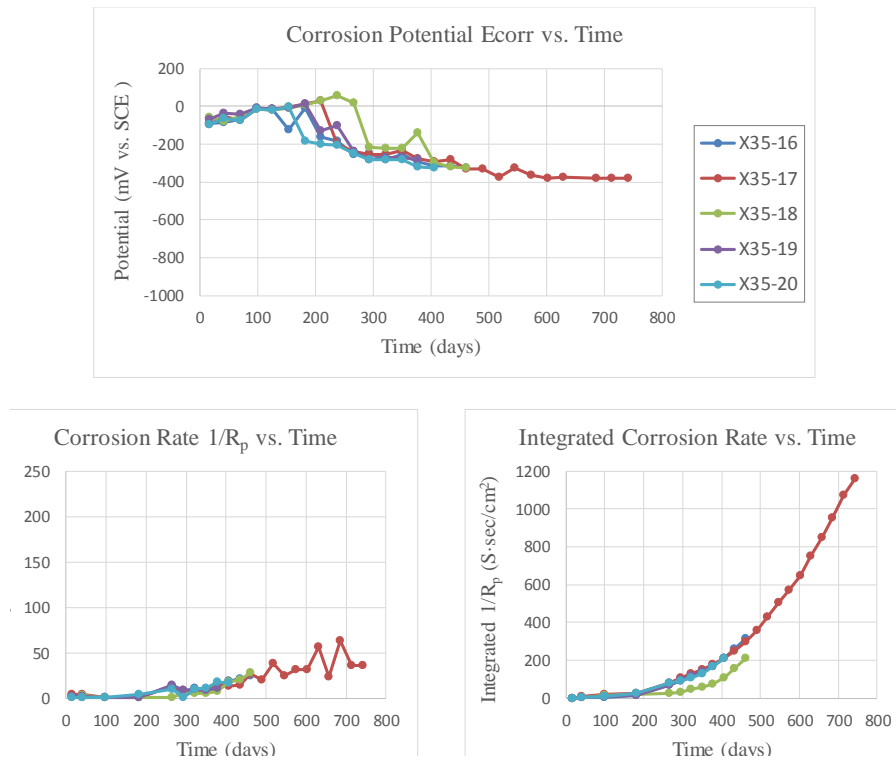 Corrosion Potential Ecorr vs. Time
200
0
-200
-400
-600
-800
-1000
Potential (mV vs. SCE )
0 100 200 300 400 500 600 700 800
Time (days)
X35-16
X35-17
X35-18
X35-19
X35-20
Corrosion Rate 1/Rp vs. Time
250
200
150
100
50
0
0 100 200 300 400 500 600 700 800
Time (days)
Integrated Corrosion Rate vs. Time
1200
1000
800
600
400
200
0
Integrated 1/Rp (S·sec/cm²)
0 100 200 300 400 500 600 700 800
Time (days)